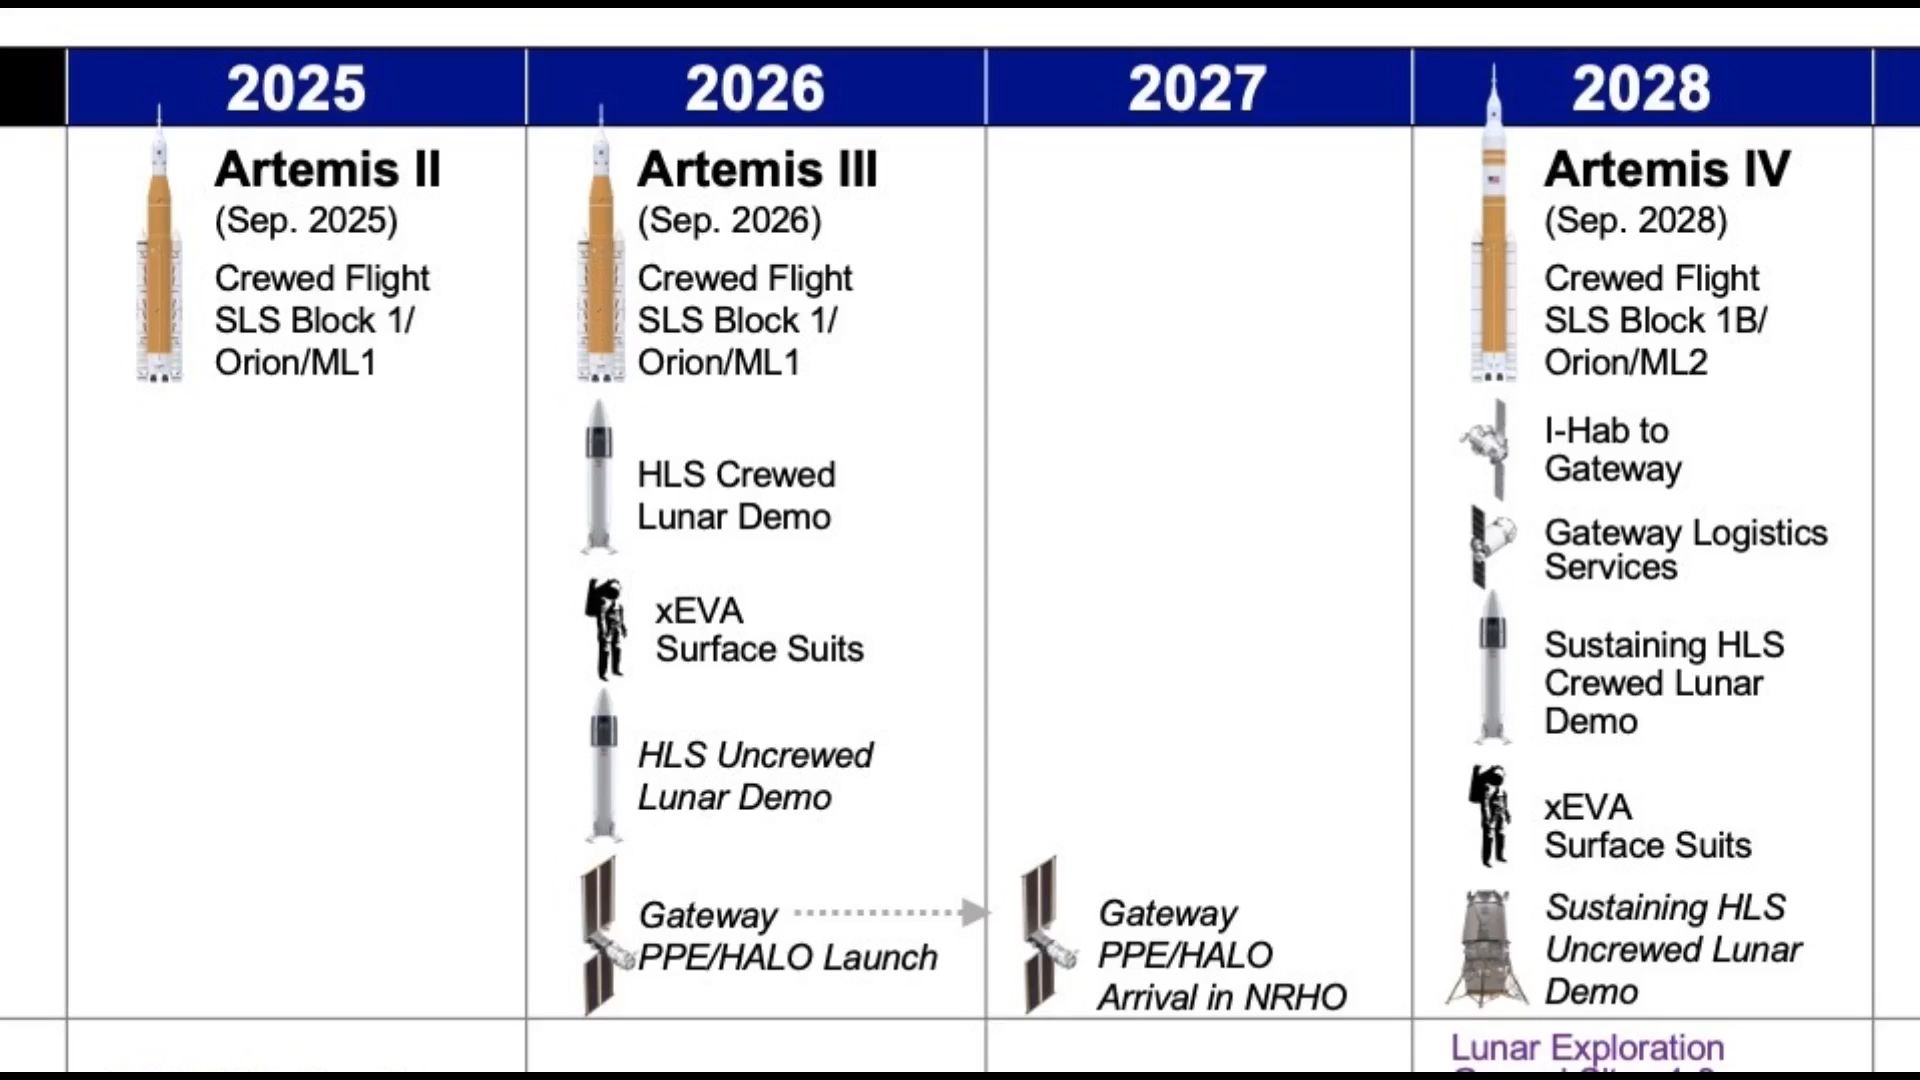 2025
2026
2027
2028
Artemis II
(Sep. 2025)
Crewed Flight
SLS Block 1/
Orion/ML1
Artemis III
(Sep. 2026)
Crewed Flight
SLS Block 1/
Orion/ML1
HLS Crewed
Lunar Demo
xEVA
Surface Suits
HLS Uncrewed
Lunar Demo
Gateway
PPE/HALO Launch
Gateway
PPE/HALO
Arrival in NRHO
Artemis IV
(Sep. 2028)
Crewed Flight
SLS Block 1B/
Orion/ML2
I-Hab to
Gateway
Gateway Logistics
Services
Sustaining HLS
Crewed Lunar
Demo
xEVA
Surface Suits
Sustaining HLS
Uncrewed Lunar
Demo
Lunar Exploration